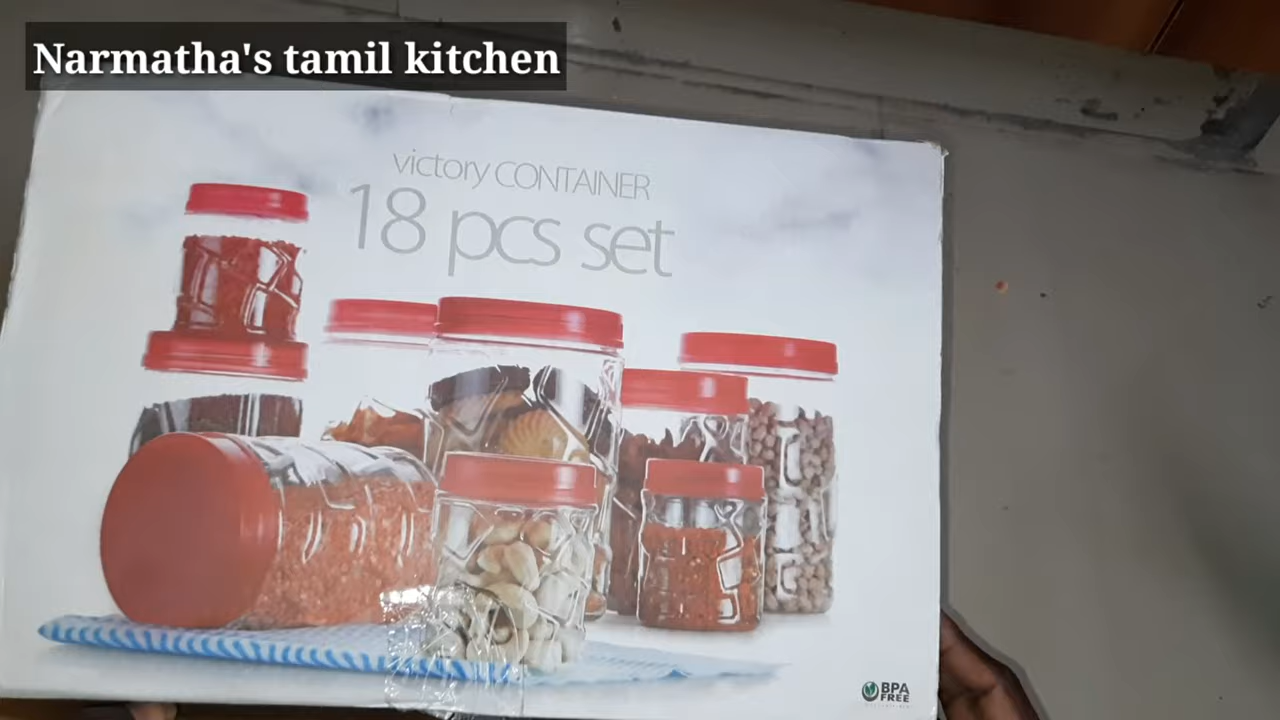 Narmatha's tamil kitchen
victory CONTAINER
18 pcs set
BPA
FREE